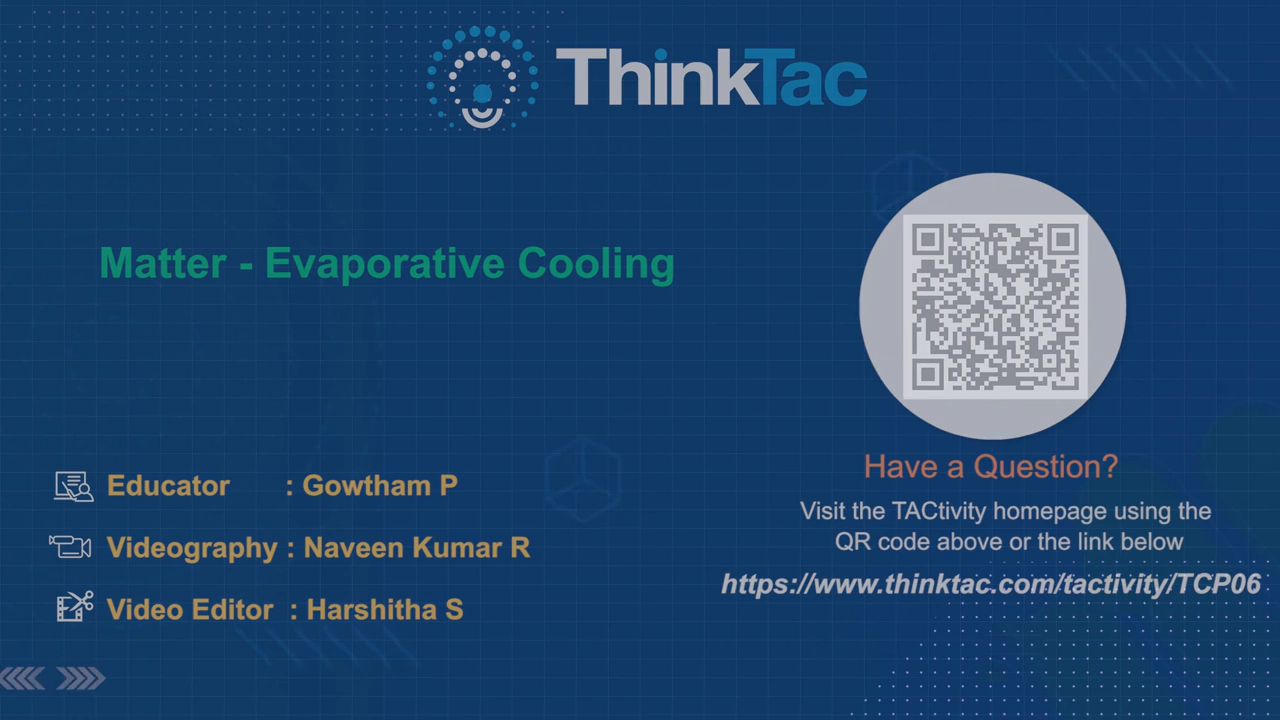 ThinkTac
Matter - Evaporative Cooling
Educator : Gowtham P
Videography : Naveen Kumar R
Video Editor : Harshitha S
Have a Question?
Visit the TACtivity homepage using the
QR code above or the link below
https://www.thinktac.com/tactivity/TCP06